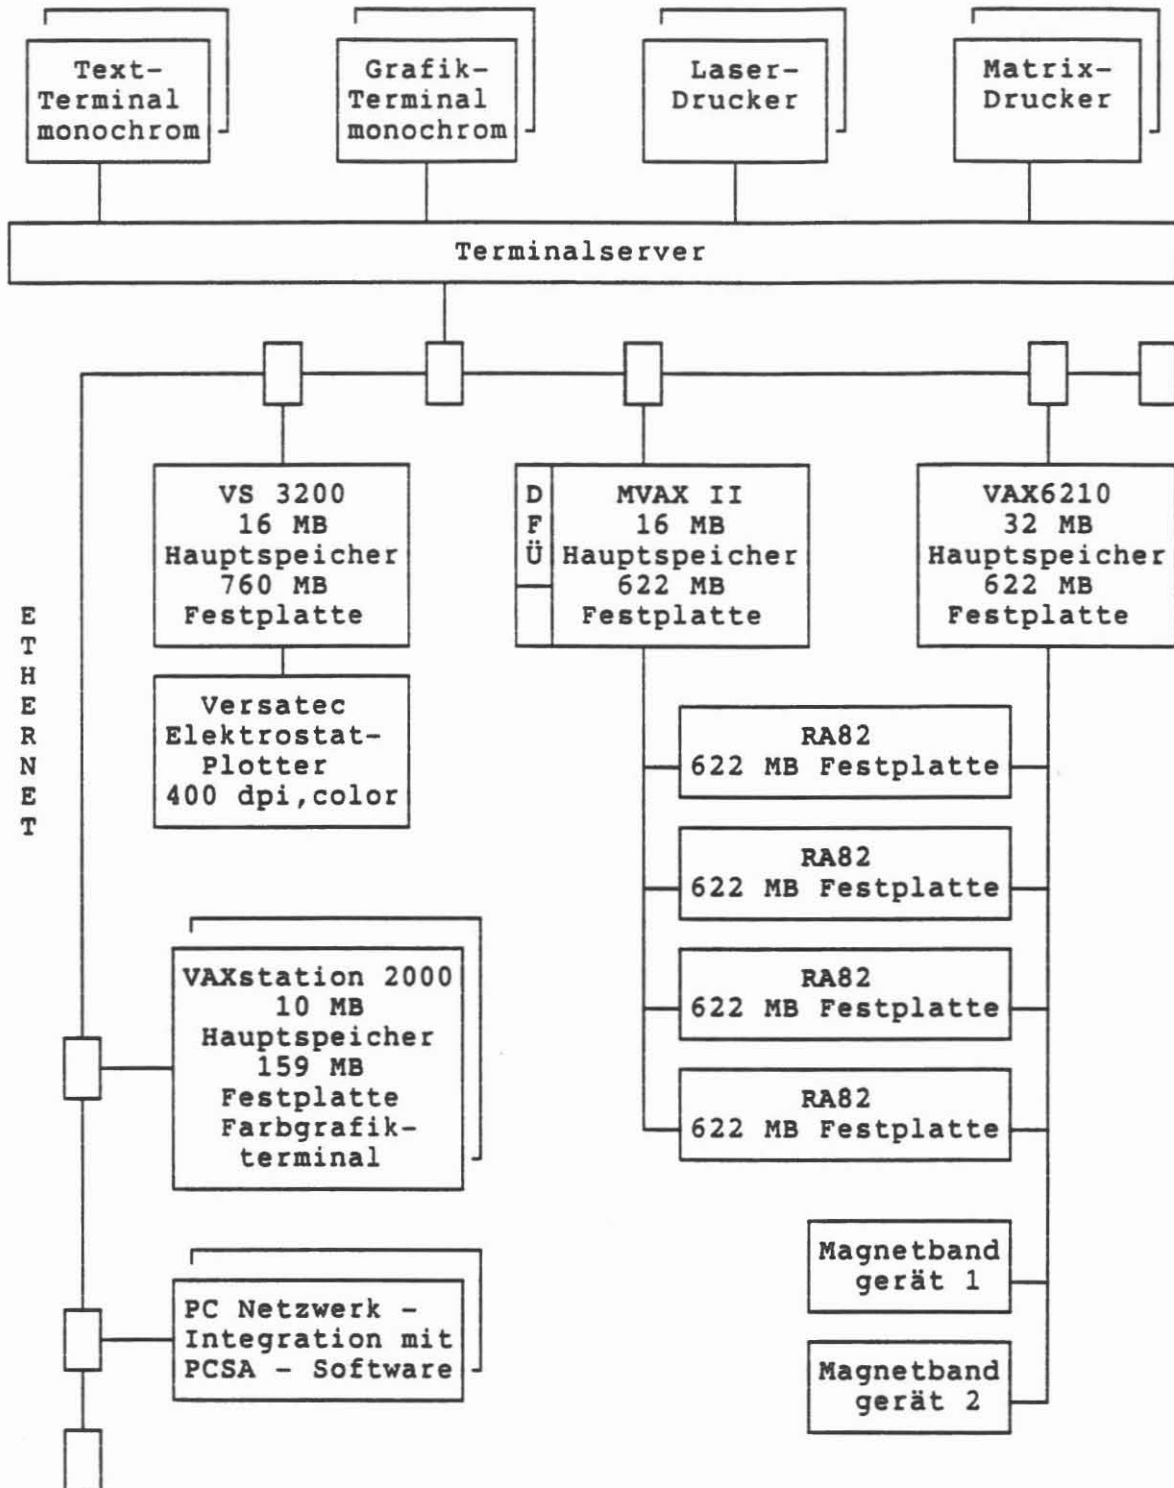 Text-
Terminal
monochrom
Grafik-
Terminal
monochrom
Laser-
Drucker
Matrix-
Drucker
Terminalserver
VS 3200
16 MB
Hauptspeicher
760 MB
Festplatte
D
F
Ü
MVAX II
16 MB
Hauptspeicher
622 MB
Festplatte
VAX6210
32 MB
Hauptspeicher
622 MB
Festplatte
E
T
H
E
R
N
E
T
Versatec
Elektrostat-
Plotter
400 dpi,color
RA82
622 MB Festplatte
RA82
622 MB Festplatte
RA82
622 MB Festplatte
RA82
622 MB Festplatte
VAXstation 2000
10 MB
Hauptspeicher
159 MB
Festplatte
Farbgrafik-
terminal
Magnetband
gerät 1
Magnetband
gerät 2
PC Netzwerk -
Integration mit
PCSA - Software